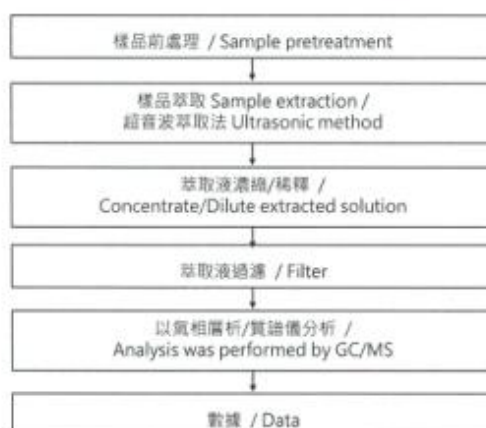 樣品前處理 / Sample pretreatment
樣品萃取 Sample extraction /
超音波萃取法 Ultrasonic method
萃取液濃縮/稀釋 /
Concentrate/Dilute extracted solution
萃取液過濾 / Filter
以氣相層析/質譜儀分析 /
Analysis was performed by GC/MS
數據 / Data